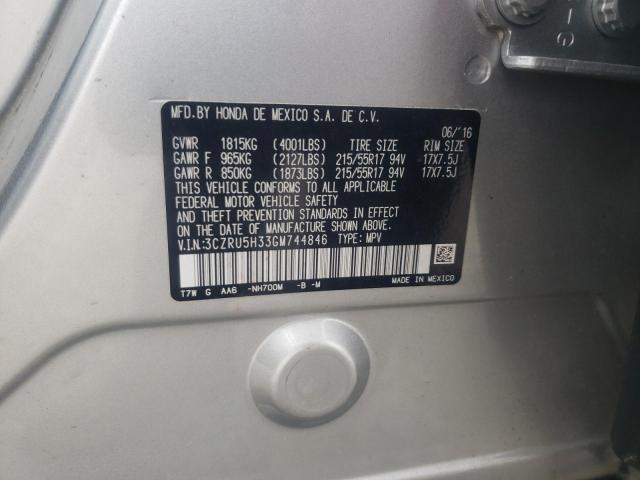 -G
MFD.BY HONDA DE MEXICO S.A. DE C.V.
06/'16
GVWR 1815KG (4001LBS) TIRE SIZE RIM SIZE
GAWR F 965KG (2127LBS) 215/55R17 94V 17X7.5J
GAWR R 850KG (1873LBS) 215/55R17 94V 17X7.5J
THIS VEHICLE CONFORMS TO ALL APPLICABLE
FEDERAL MOTOR VEHICLE SAFETY
AND THEFT PREVENTION STANDARDS IN EFFECT
ON THE DATE OF MANUFACTURE SHOWN ABOVE.
V.I.N:3CZRU5H33GM744846 TYPE: MPV
T7W G AA6 -NH700M -B -M MADE IN MEXICO